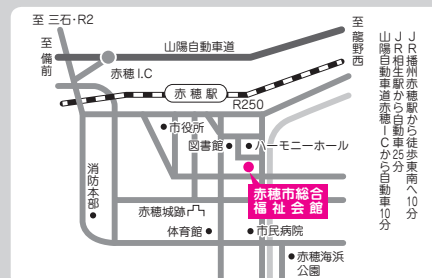 至 三石・R2
至 備前
山陽自動車道
至 龍野西
赤穂 I.C
赤 穂 駅
R250
市役所
図書館
ハーモニーホール
消防本部
赤穂市総合
福祉会館
赤穂城跡
体育館
市民病院
赤穂海浜
公園
ＪＲ播州赤穂駅から徒歩東南へ10分
ＪＲ相生駅から自動車25分
山陽自動車道赤穂ＩＣから自動車10分